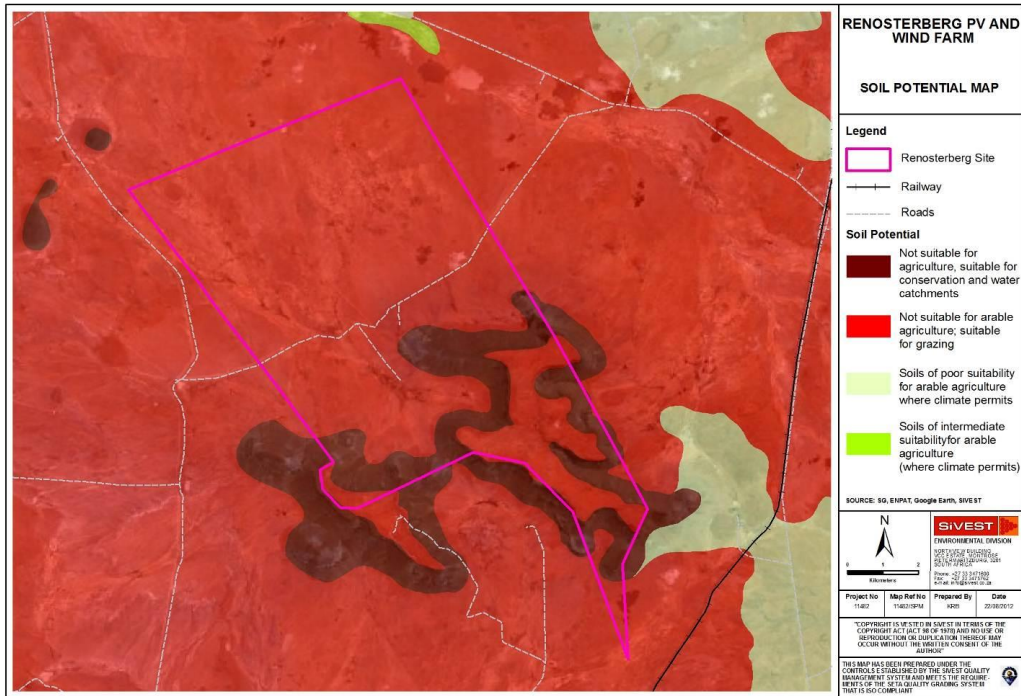 RENOSTERBERG PV AND
WIND FARM
SOIL POTENTIAL MAP
Legend
Renosterberg Site
Railway
Roads
Soil Potential
Not suitable for
agriculture, suitable for
conservation and water
catchments
Not suitable for arable
agriculture; suitable
for grazing
Soils of poor suitability
for arable agriculture
where climate permits
Soils of intermediate
suitabilityfor arable
agriculture
(where climate permits)
SOURCE: SG, ENPAT, Google Earth, SIVEST
N
0 1 2
Kilometers
SiVEST
ENVIRONMENTAL DIVISION
SOUTH AFRICA
Project No Map Ref No Prepared By Date
11482 11482/SPM KRB 22/08/2012
"COPYRIGHT IS VESTED IN SiVEST IN TERMS OF THE
COPYRIGHT ACT (ACT 98 OF 1978) AND NO USE OR
REPRODUCTION OR DUPLICATION THEREOF MAY
OCCUR WITHOUT THE WRITTEN CONSENT OF THE
AUTHOR"
THIS MAP HAS BEEN PREPARED UNDER THE
CONTROLS ESTABLISHED BY THE SIVEST QUALITY
MANAGEMENT SYSTEM AND MEETS THE REQUIRE-
MENTS OF THE SETA QUALITY GRADING SYSTEM
THAT IS ISO COMPLIANT